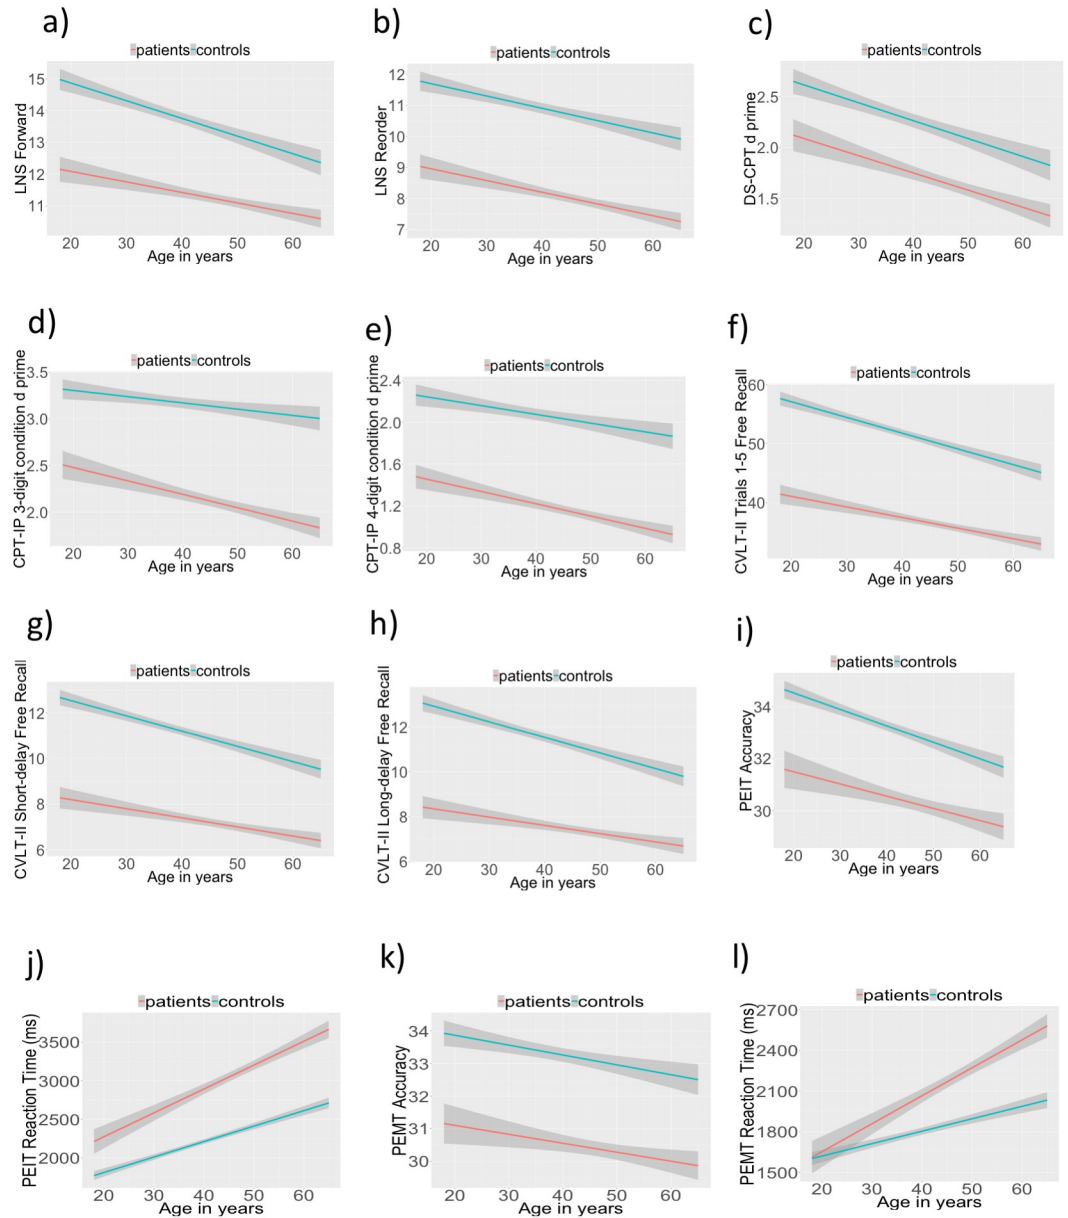 a)
patients controls
LNS Forward
15
14
13
12
11
20 30 40 50 60
Age in years
b)
patients controls
LNS Reorder
12
11
10
9
8
7
20 30 40 50 60
Age in years
c)
patients controls
DS-CPT d prime
2.5
2.0
1.5
20 30 40 50 60
Age in years
d)
patients controls
CPT-IP 3-digit condition d prime
3.5
3.0
2.5
2.0
20 30 40 50 60
Age in years
e)
patients controls
CPT-IP 4-digit condition d prime
2.4
2.0
1.6
1.2
0.8
20 30 40 50 60
Age in years
f)
patients controls
CVLT-II Trials 1-5 Free Recall
60
50
40
20 30 40 50 60
Age in years
g)
patients controls
CVLT-II Short-delay Free Recall
12
10
8
6
20 30 40 50 60
Age in years
h)
patients controls
CVLT-II Long-delay Free Recall
12
10
8
6
20 30 40 50 60
Age in years
i)
patients controls
PEIT Accuracy
34
32
30
20 30 40 50 60
Age in years
j)
patients controls
PEIT Reaction Time (ms)
3500
3000
2500
2000
20 30 40 50 60
Age in years
k)
patients controls
PEMT Accuracy
34
33
32
31
30
20 30 40 50 60
Age in years
l)
patients controls
PEMT Reaction Time (ms)
2700
2400
2100
1800
1500
20 30 40 50 60
Age in years